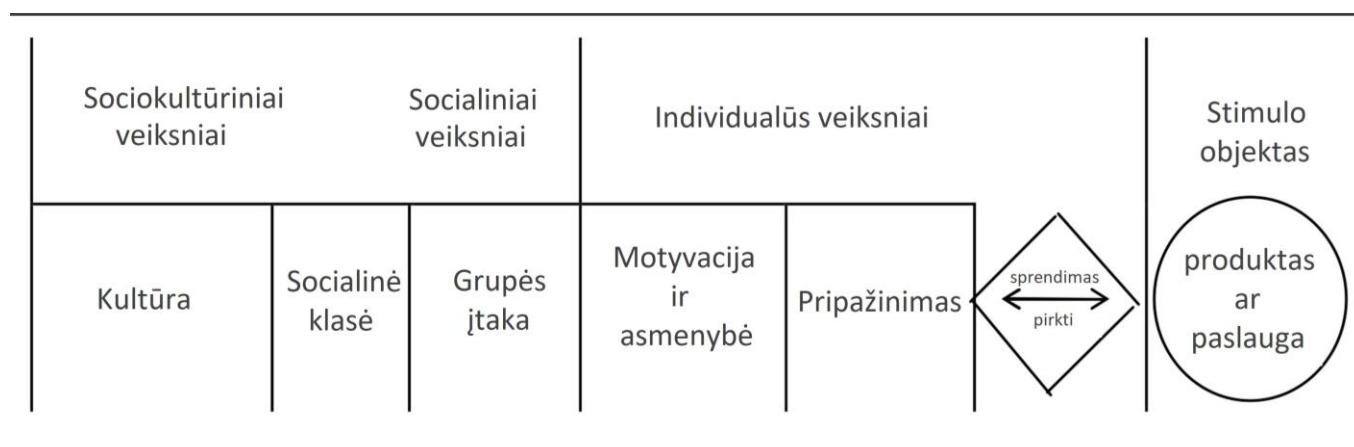 Sociokultūriniai
veiksniai
Socialiniai
veiksniai
Individualūs veiksniai
Stimulo
objektas
Kultūra
Socialinė
klasė
Grupės
įtaka
Motyvacija
ir
asmenybė
Pripažinimas
sprendimas
pirkti
produktas
ar
paslauga